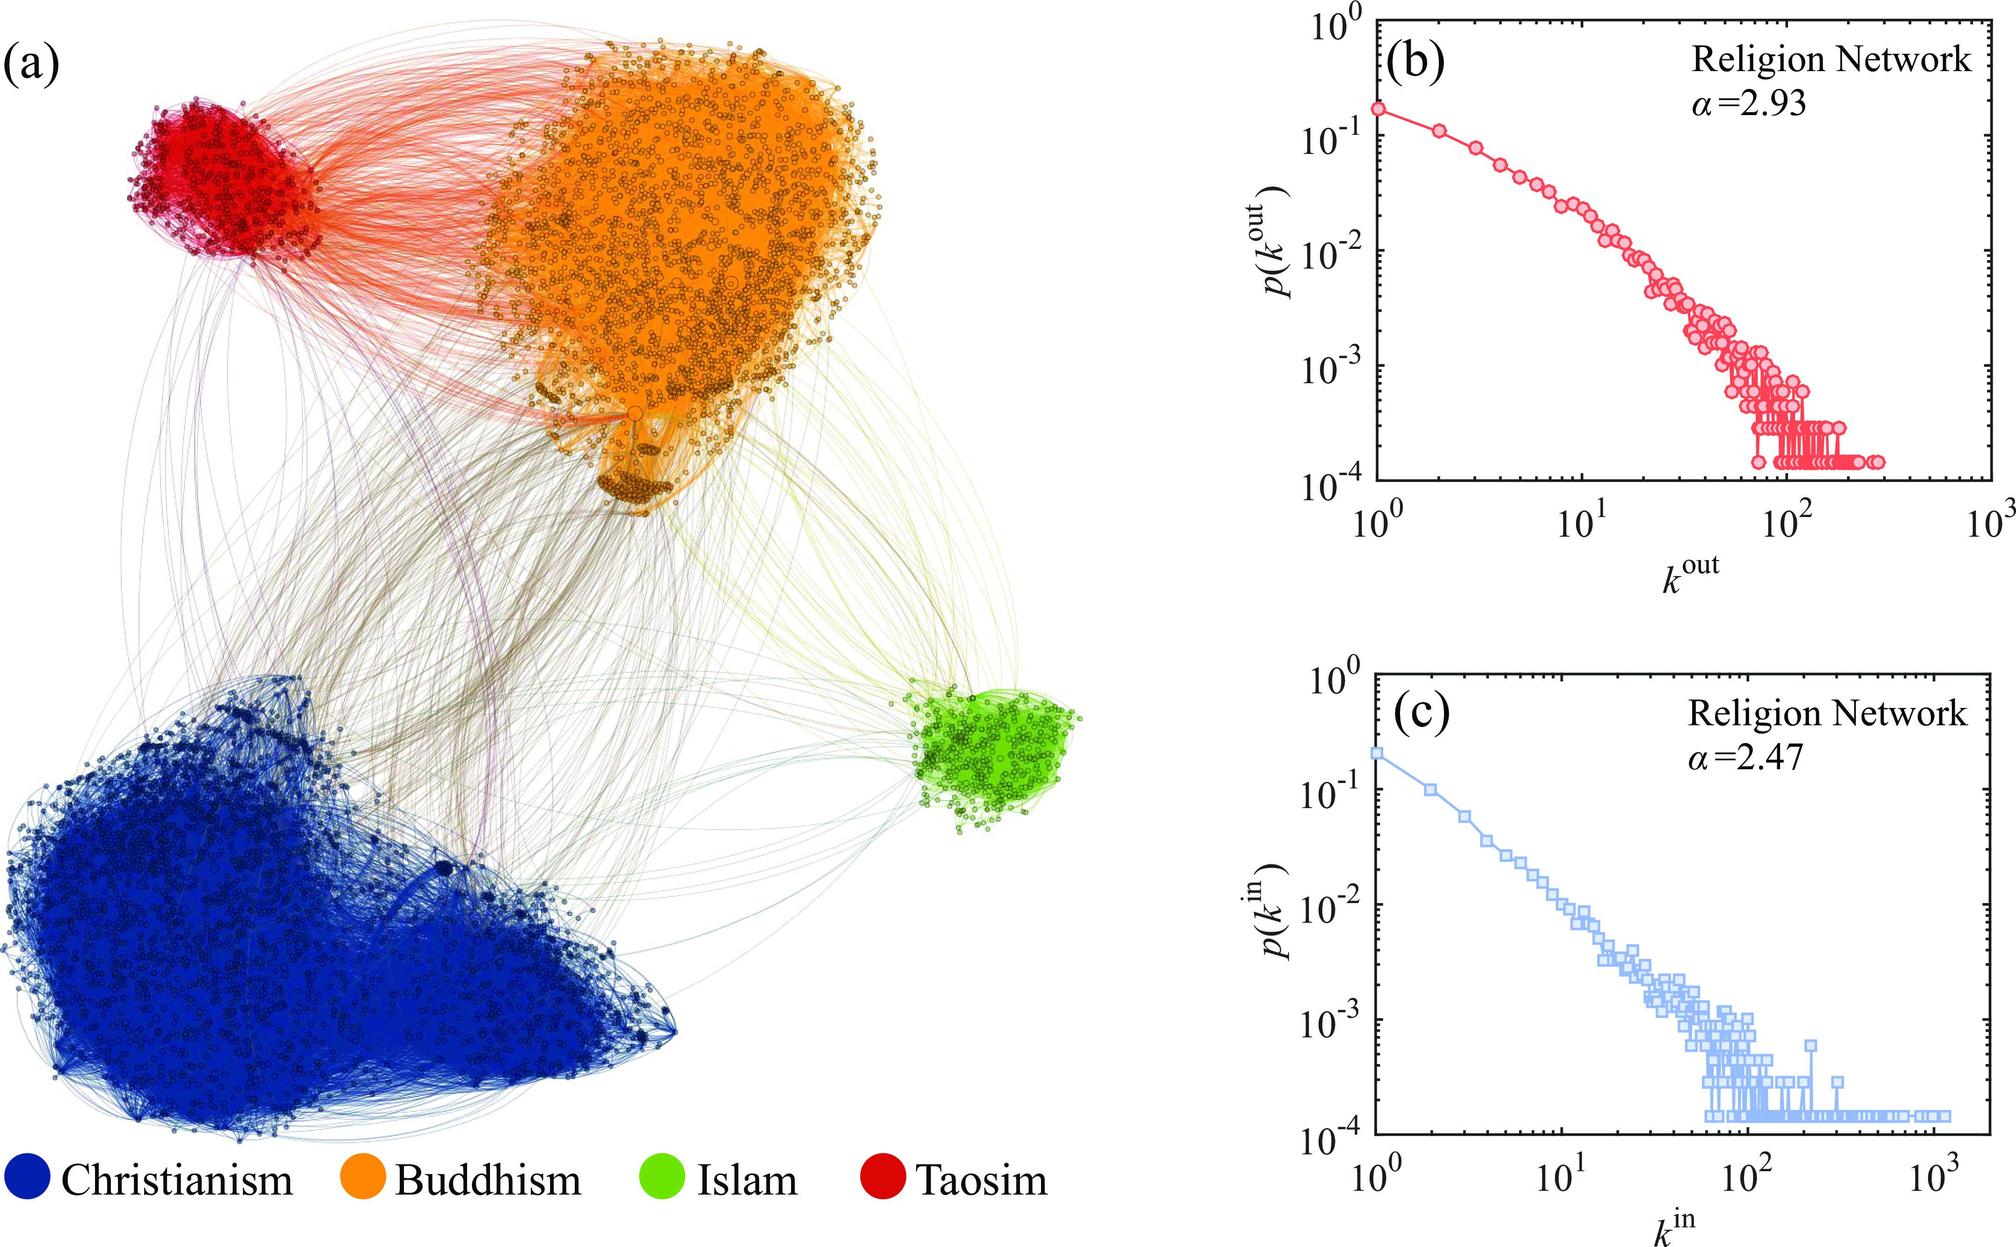 (a)
Christianism Buddhism Islam Taosim
(b)
Religion Network
α=2.93
10^0
10^-1
10^-2
10^-3
10^-4
p(k^out)
10^0 10^1 10^2 10^3
k^out
(c)
Religion Network
α=2.47
10^0
10^-1
10^-2
10^-3
10^-4
p(k^in)
10^0 10^1 10^2 10^3
k^in